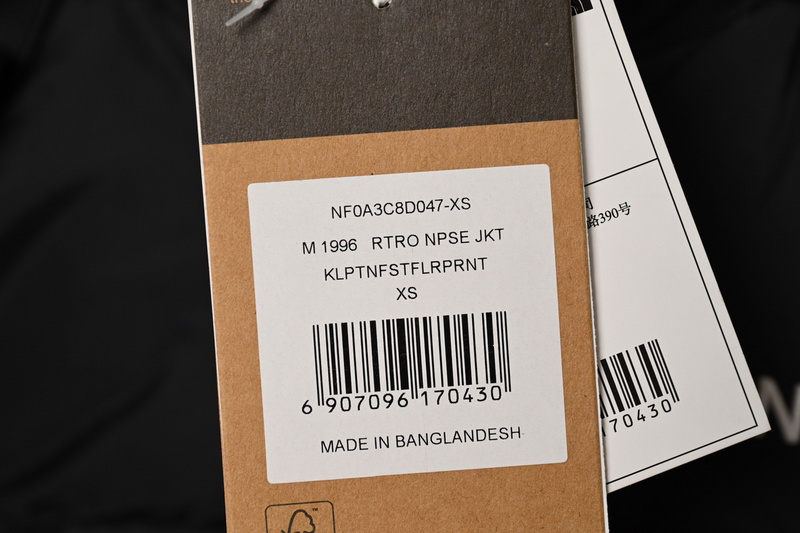 NF0A3C8D047-XS
M 1996 RTRO NPSE JKT
KLPTNFSTFLRPRNT
XS
6 907096 170430
MADE IN BANGLANDESH
TM
路390号
170430